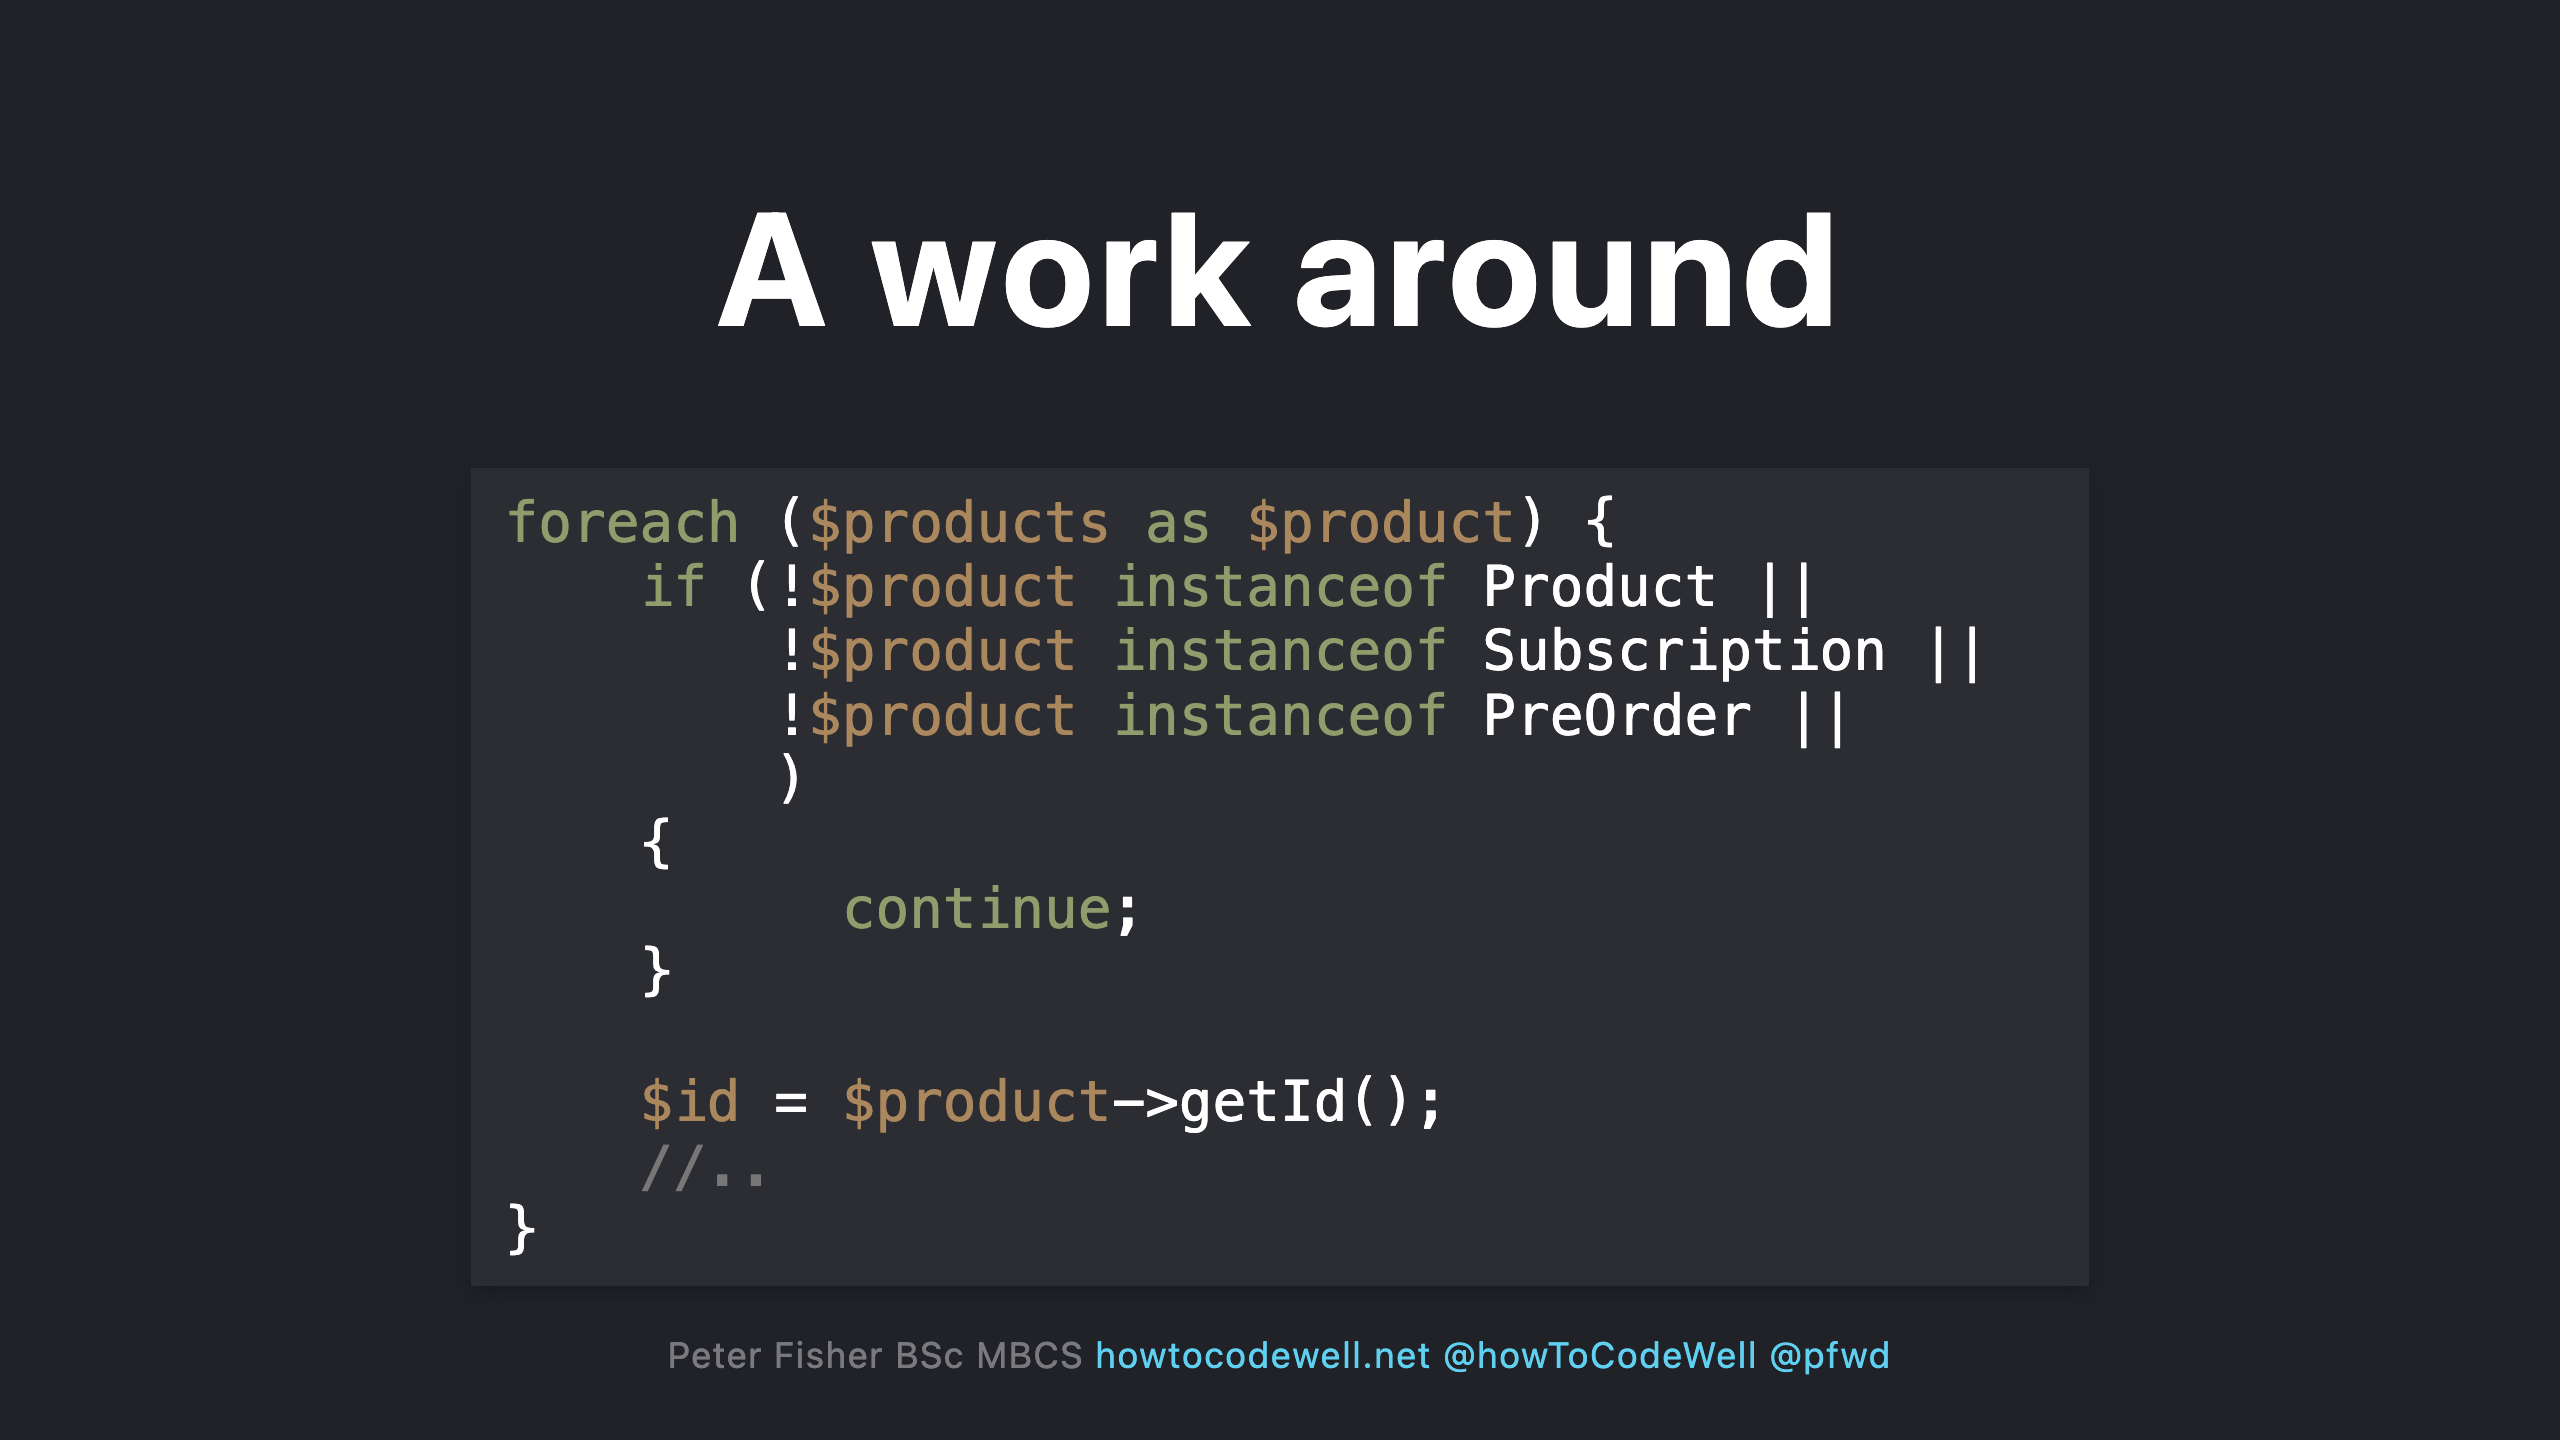 A work around
foreach ($products as $product) {
    if (!$product instanceof Product ||
        !$product instanceof Subscription ||
        !$product instanceof PreOrder ||
        )
    {
          continue;
    }

    $id = $product->getId();
    //..
}
Peter Fisher BSc MBCS howtocodewell.net @howToCodeWell @pfwd